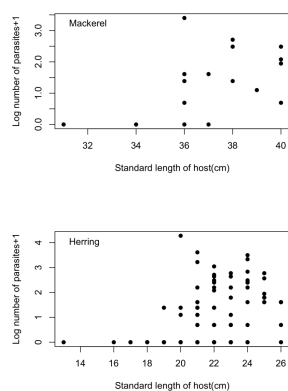 Mackerel
Log number of parasites+1
0.0 1.0 2.0 3.0
32 34 36 38 40
Standard length of host(cm)
Herring
Log number of parasites+1
0 1 2 3 4
14 16 18 20 22 24 26
Standard length of host(cm)